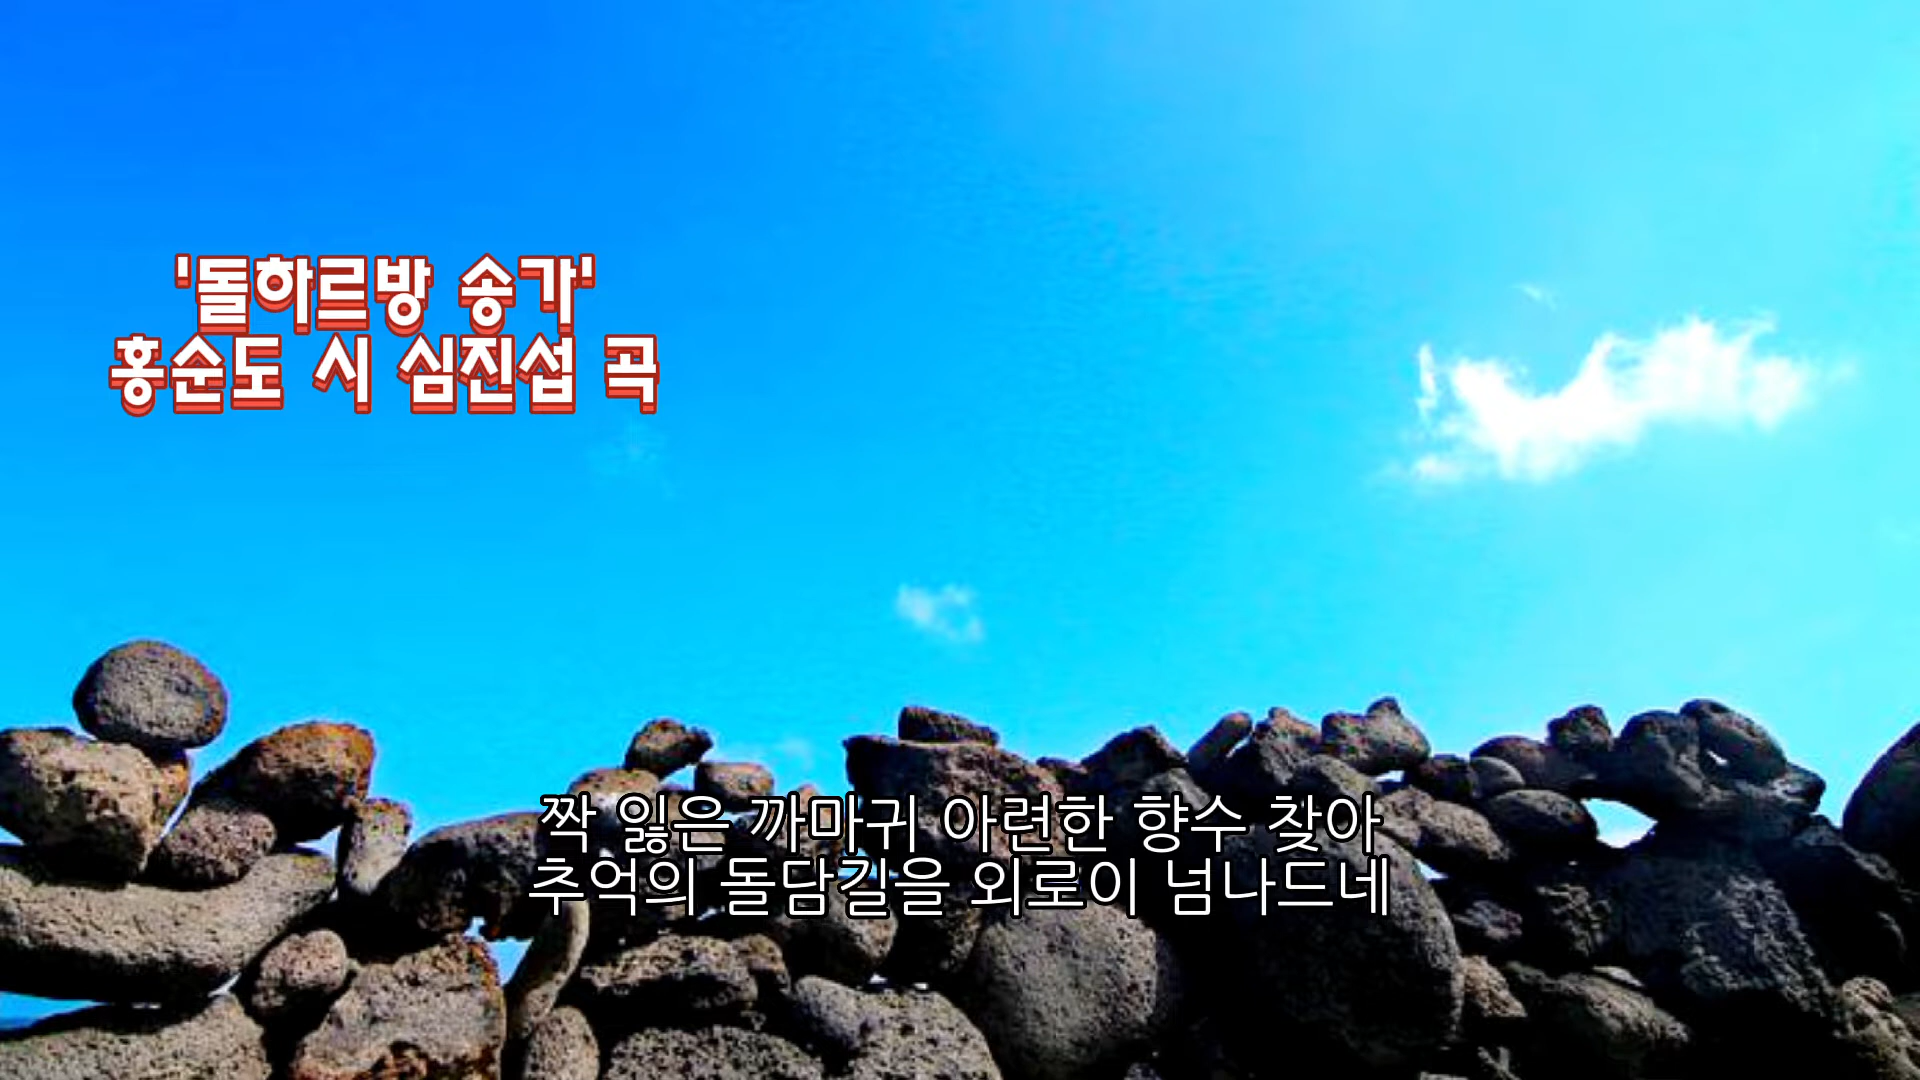 '돌하르방 송가'
홍순도 시 심진섭 곡
짝 잃은 까마귀 아련한 향수 찾아
추억의 돌담길을 외로이 넘나드네